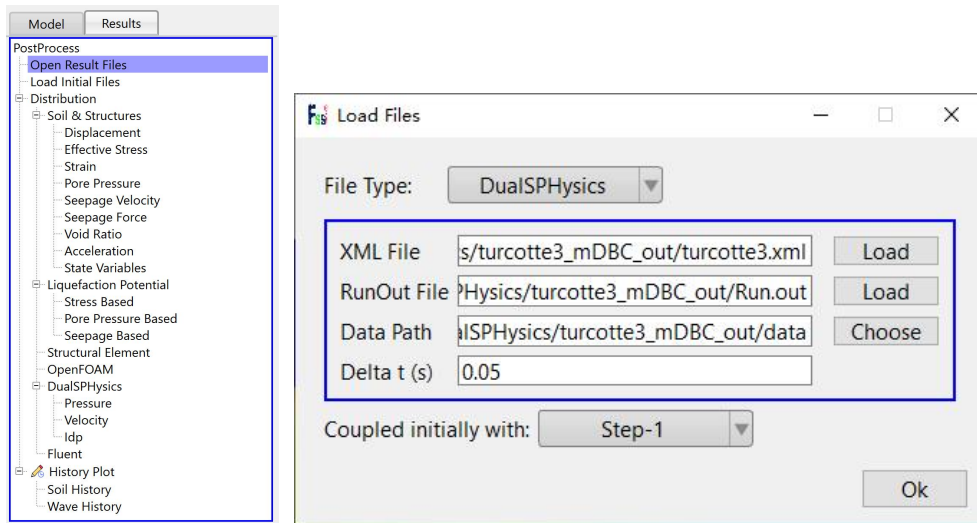 Model Results
PostProcess
Open Result Files
Load Initial Files
Distribution
Soil & Structures
Displacement
Effective Stress
Strain
Pore Pressure
Seepage Velocity
Seepage Force
Void Ratio
Acceleration
State Variables
Liquefaction Potential
Stress Based
Pore Pressure Based
Seepage Based
Structural Element
OpenFOAM
DualSPHysics
Pressure
Velocity
Idp
Fluent
History Plot
Soil History
Wave History
Load Files
File Type: DualSPHysics
XML File s/turcotte3_mDBC_out/turcotte3.xml Load
RunOut File PHysics/turcotte3_mDBC_out/Run.out Load
Data Path alSPHysics/turcotte3_mDBC_out/data Choose
Delta t (s) 0.05
Coupled initially with: Step-1
Ok